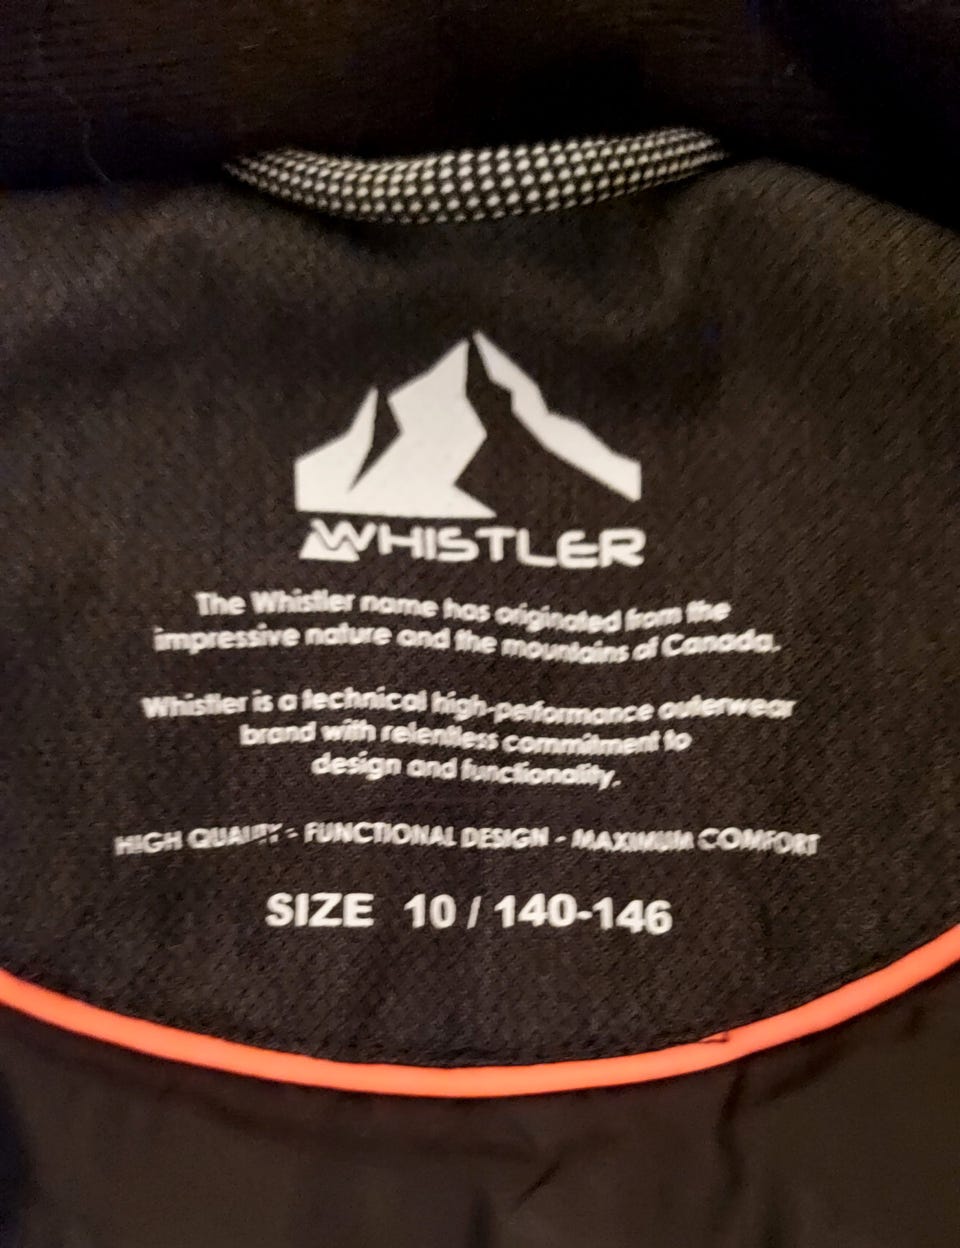 WHISTLER
The Whistler name has originated from the
impressive nature and the mountains of Canada.
Whistler is a technical high-performance outerwear
brand with relentless commitment to
design and functionality.
HIGH QUALITY - FUNCTIONAL DESIGN - MAXIMUM COMFORT
SIZE 10 / 140-146